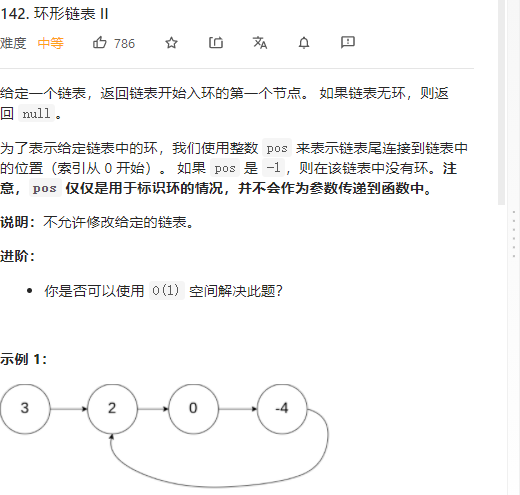 142. 环形链表 II
难度 中等 786
给定一个链表，返回链表开始入环的第一个节点。 如果链表无环，则返
回 null。
为了表示给定链表中的环，我们使用整数 pos 来表示链表尾连接到链表中
的位置（索引从 0 开始）。 如果 pos 是 -1，则在该链表中没有环。注
意，pos 仅仅是用于标识环的情况，并不会作为参数传递到函数中。
说明：不允许修改给定的链表。
进阶：
你是否可以使用 O(1) 空间解决此题？
示例 1：
3 2 0 -4